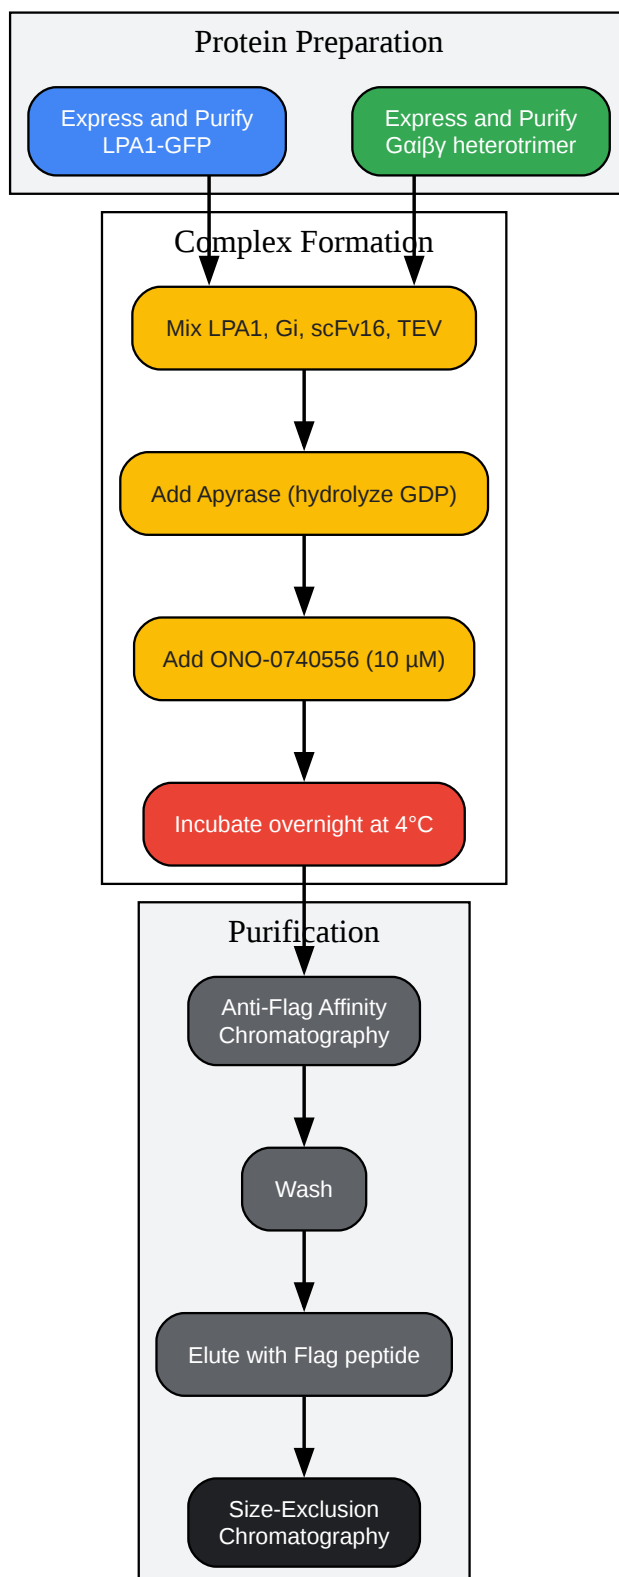 Protein Preparation
Express and Purify
LPA1-GFP
Express and Purify
Gαiβγ heterotrimer
Complex Formation
Mix LPA1, Gi, scFv16, TEV
Add Apyrase (hydrolyze GDP)
Add ONO-0740556 (10 µM)
Incubate overnight at 4°C
Purification
Anti-Flag Affinity
Chromatography
Wash
Elute with Flag peptide
Size-Exclusion
Chromatography